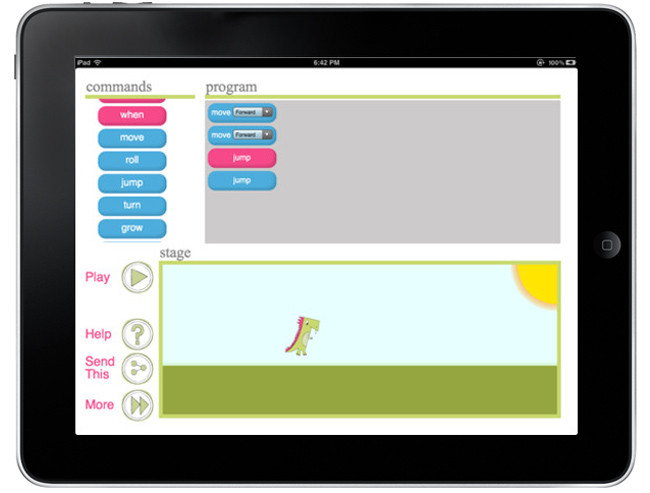 iPad 6:42 PM 100%
commands
program
when
move
roll
jump
turn
grow
move Forward
move Forward
jump
jump
stage
Play
Help
Send
This
More